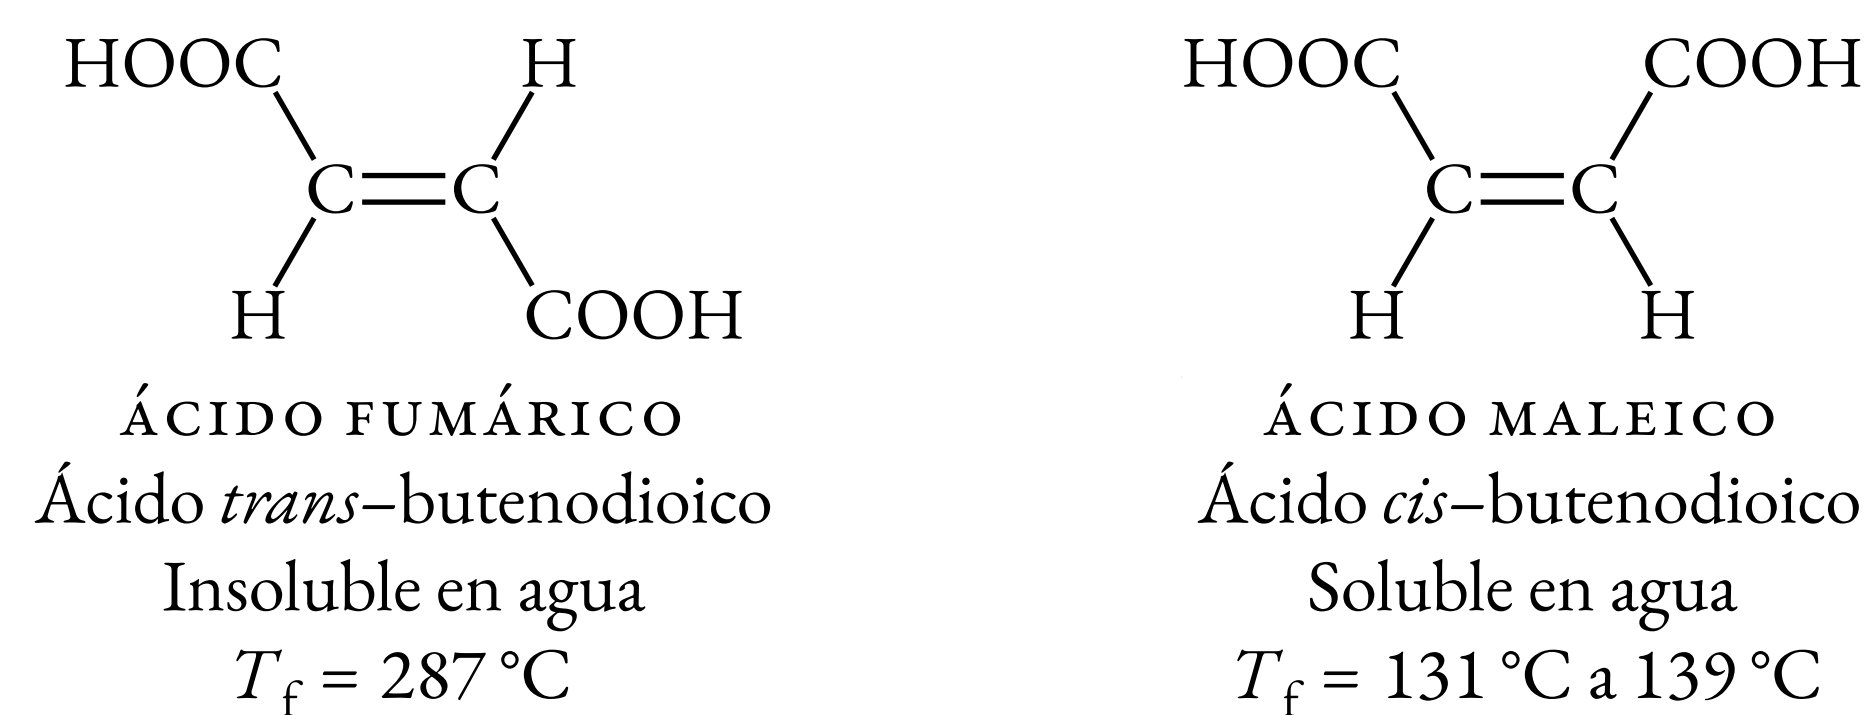 HOOC H
C C
H COOH
ÁCIDO FUMÁRICO
Ácido trans–butenodioico
Insoluble en agua
Tf = 287 °C
HOOC COOH
C C
H H
ÁCIDO MALEICO
Ácido cis–butenodioico
Soluble en agua
Tf = 131 °C a 139 °C